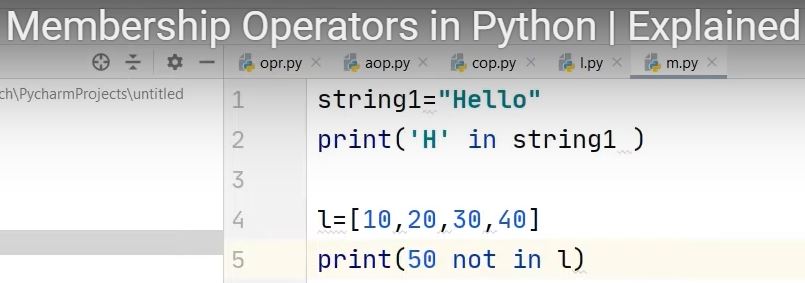 Membership Operators in Python | Explained
opr.py aop.py cop.py l.py m.py
ch\PycharmProjects\untitled
1 string1="Hello"
2 print('H' in string1 )
3
4 l=[10,20,30,40]
5 print(50 not in l)